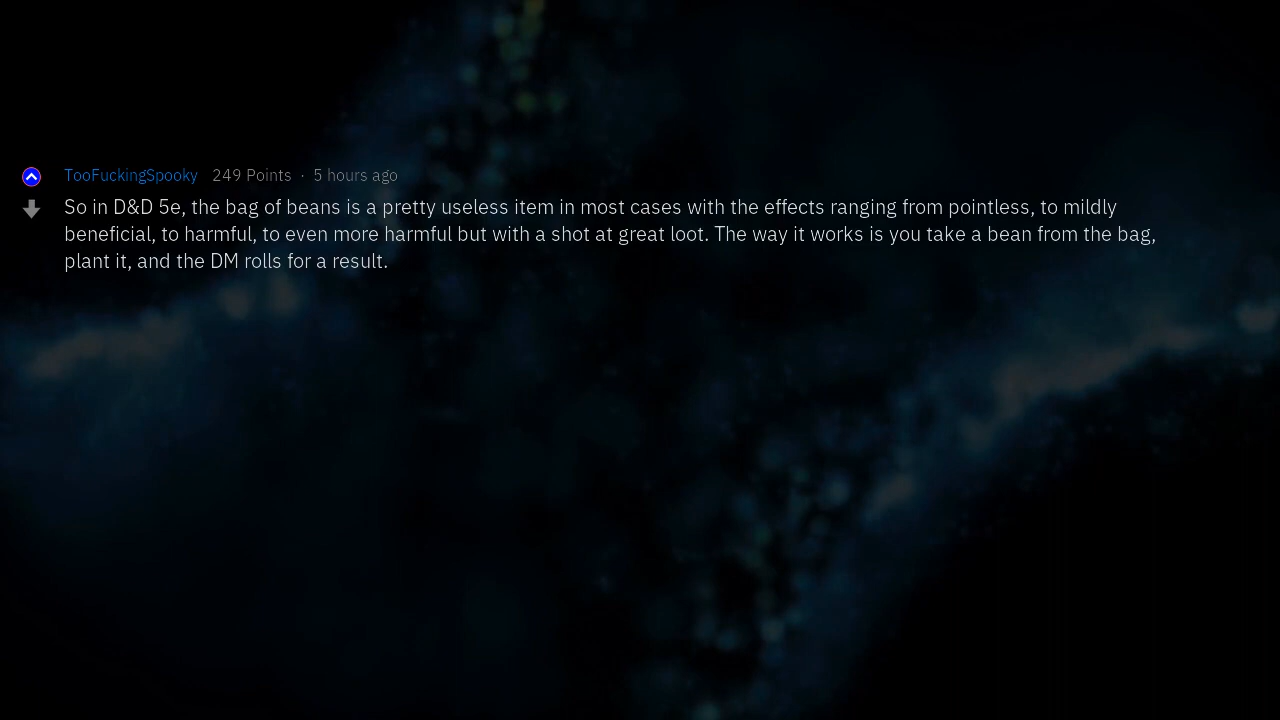 TooFuckingSpooky 249 Points · 5 hours ago
So in D&D 5e, the bag of beans is a pretty useless item in most cases with the effects ranging from pointless, to mildly
beneficial, to harmful, to even more harmful but with a shot at great loot. The way it works is you take a bean from the bag,
plant it, and the DM rolls for a result.